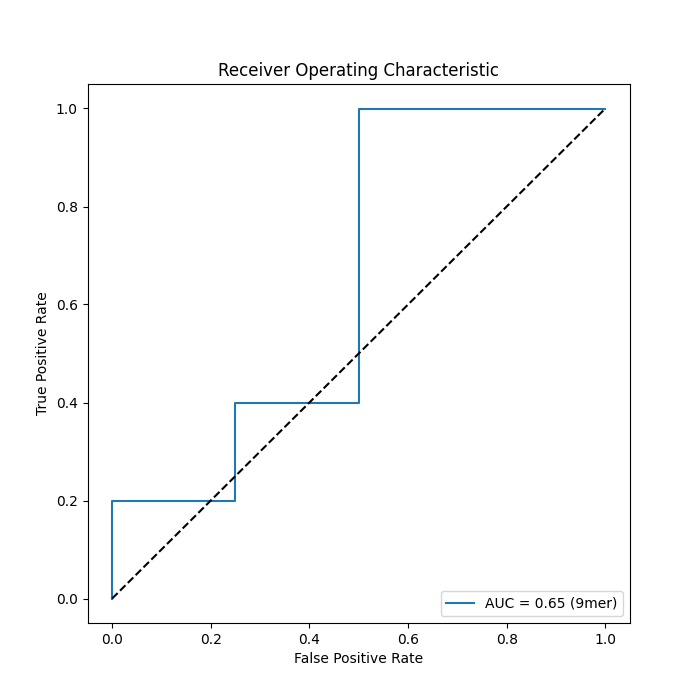 Receiver Operating Characteristic
1.0
0.8
0.6
0.4
0.2
0.0
True Positive Rate
AUC = 0.65 (9mer)
0.0 0.2 0.4 0.6 0.8 1.0
False Positive Rate